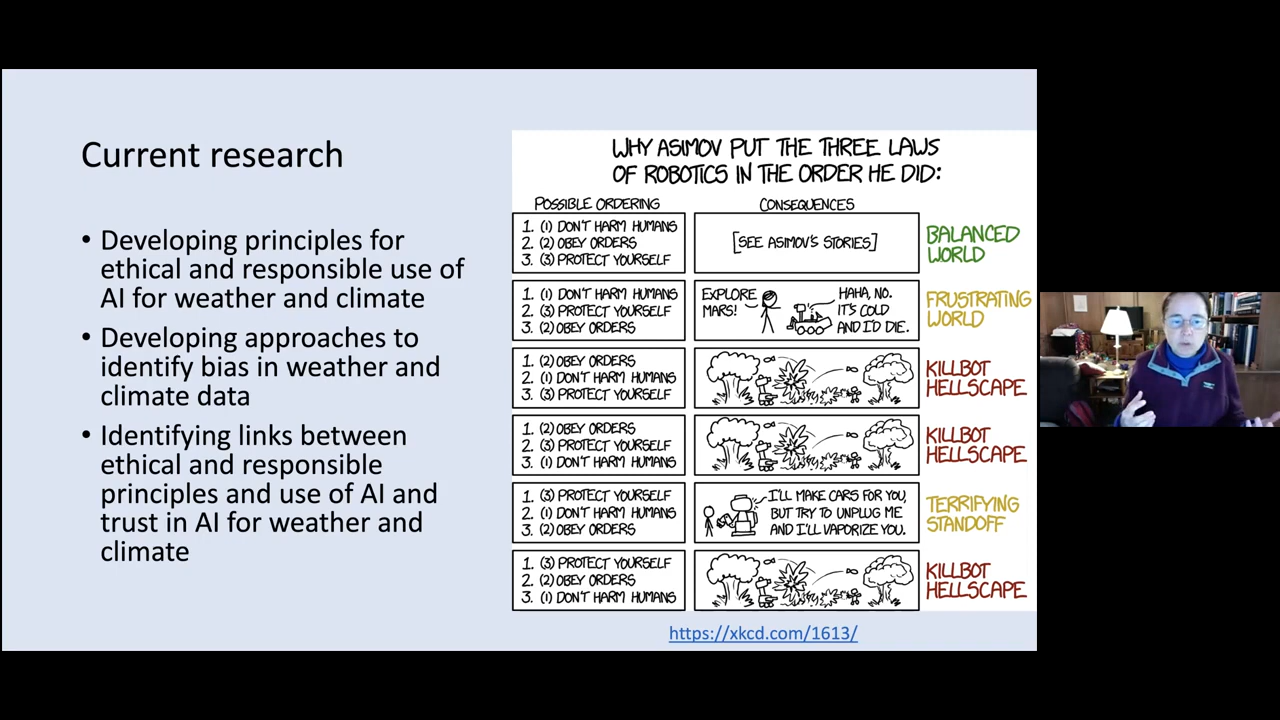 Current research
• Developing principles for
ethical and responsible use of
AI for weather and climate
• Developing approaches to
identify bias in weather and
climate data
• Identifying links between
ethical and responsible
principles and use of AI and
trust in AI for weather and
climate
WHY ASIMOV PUT THE THREE LAWS
OF ROBOTICS IN THE ORDER HE DID:
POSSIBLE ORDERING
CONSEQUENCES
1. (1) DON'T HARM HUMANS
2. (2) OBEY ORDERS
3. (3) PROTECT YOURSELF
[SEE ASIMOV'S STORIES]
BALANCED
WORLD
1. (1) DON'T HARM HUMANS
2. (3) PROTECT YOURSELF
3. (2) OBEY ORDERS
EXPLORE
MARS!
HAHA, NO.
IT'S COLD
AND I'D DIE.
FRUSTRATING
WORLD
1. (2) OBEY ORDERS
2. (1) DON'T HARM HUMANS
3. (3) PROTECT YOURSELF
KILLBOT
HELLSCAPE
1. (2) OBEY ORDERS
2. (3) PROTECT YOURSELF
3. (1) DON'T HARM HUMANS
KILLBOT
HELLSCAPE
1. (3) PROTECT YOURSELF
2. (1) DON'T HARM HUMANS
3. (2) OBEY ORDERS
I'LL MAKE CARS FOR YOU,
BUT TRY TO UNPLUG ME
AND I'LL VAPORIZE YOU.
TERRIFYING
STANDOFF
1. (3) PROTECT YOURSELF
2. (2) OBEY ORDERS
3. (1) DON'T HARM HUMANS
KILLBOT
HELLSCAPE
https://xkcd.com/1613/